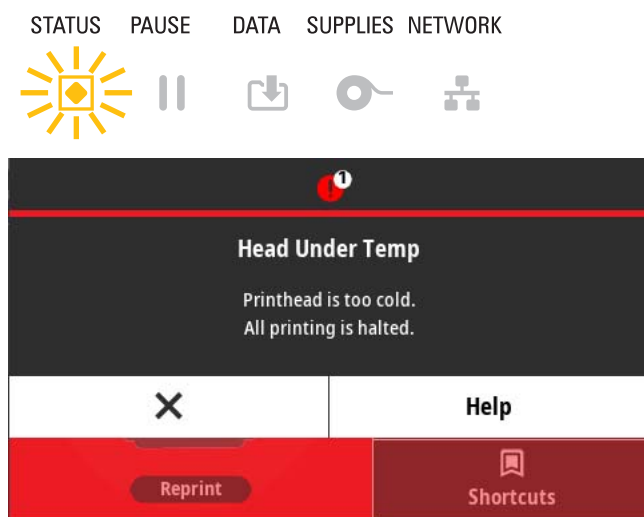 STATUS PAUSE DATA SUPPLIES NETWORK
! 1
Head Under Temp
Printhead is too cold.
All printing is halted.
Help
Reprint
Shortcuts